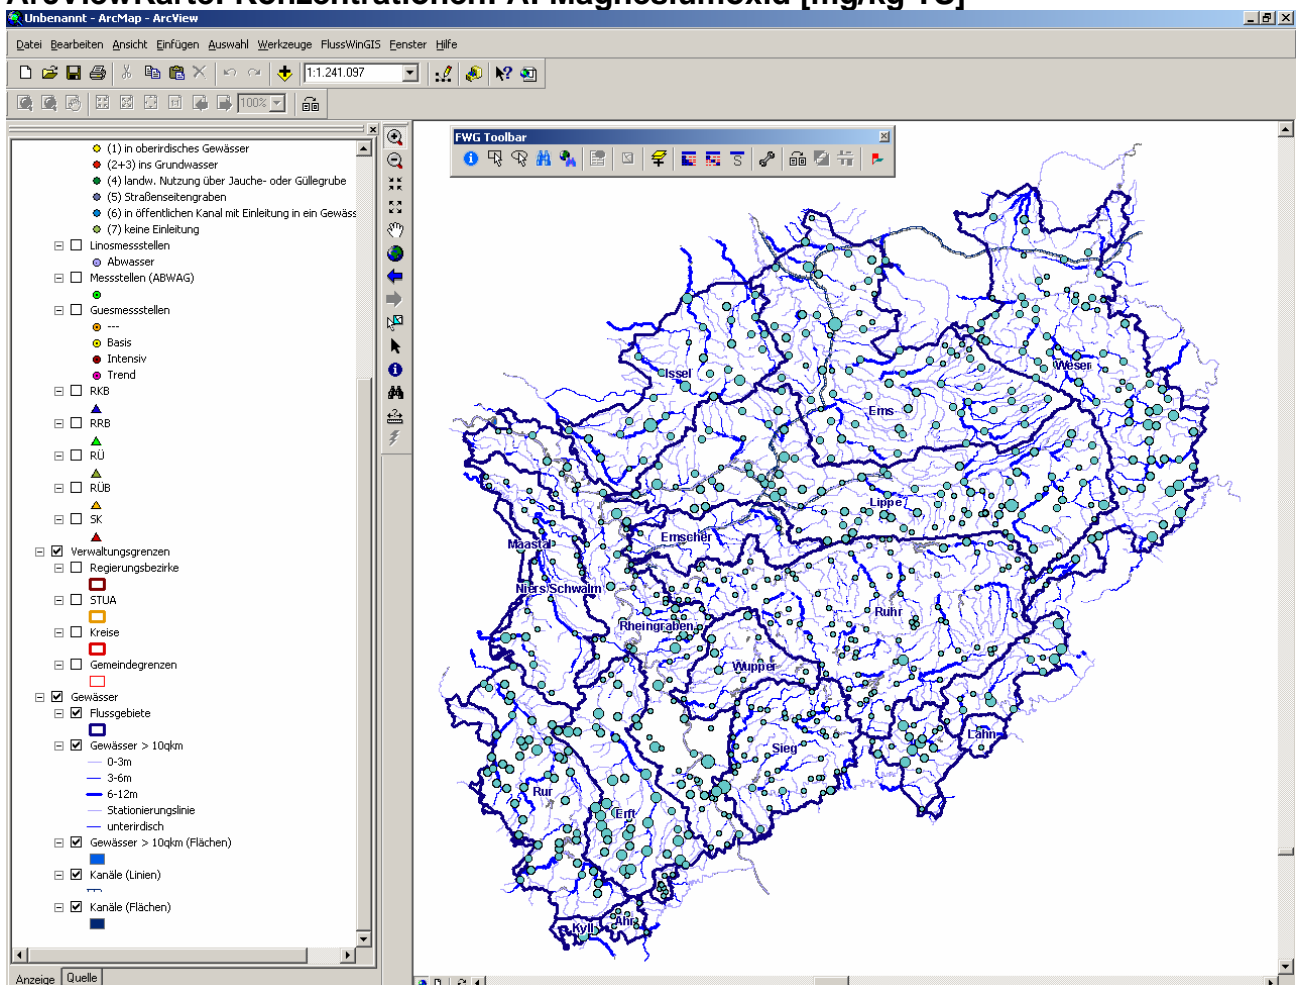 ArcViewKarte: Konzentrationen: A: Magnesiumoxid [mg/kg TS]
Unbenannt - ArcMap - ArcView
Datei Bearbeiten Ansicht Einfügen Auswahl Werkzeuge FlussWinGIS Fenster Hilfe
1:1.241.097
100%
FWG Toolbar
(1) in oberirdisches Gewässer
(2+3) ins Grundwasser
(4) landw. Nutzung über Jauche- oder Güllegrube
(5) Straßenseitengraben
(6) in öffentlichen Kanal mit Einleitung in ein Gewäss
(7) keine Einleitung
Linosmessstellen
Abwasser
Messstellen (ABWAG)
Guesmessstellen
---
Basis
Intensiv
Trend
RKB
RRB
RÜ
RÜB
SK
Verwaltungsgrenzen
Regierungsbezirke
STUA
Kreise
Gemeindegrenzen
Gewässer
Flussgebiete
Gewässer > 10qkm
0-3m
3-6m
6-12m
Stationierungslinie
unterirdisch
Gewässer > 10qkm (Flächen)
Kanäle (Linien)
Kanäle (Flächen)
Anzeige Quelle
Weser
Issel
Ems
Lippe
Emscher
Maastal
Niers/Schwalm
Ruhr
Rheingraben
Wupper
Lahn
Sieg
Rur
Erft
Ahr
Kyll